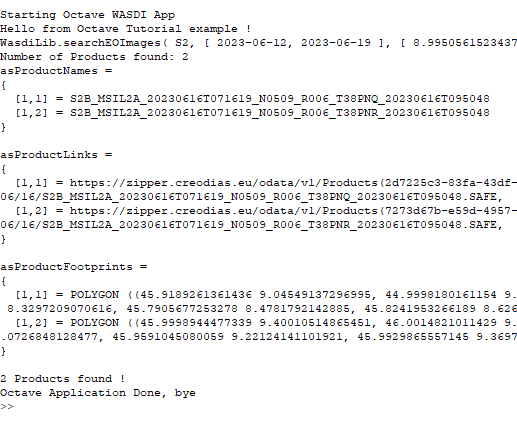 Starting Octave WASDI App
Hello from Octave Tutorial example !
WasdiLib.searchEOImages( S2, [ 2023-06-12, 2023-06-19 ], [ 8.9950561523437
Number of Products found: 2
asProductNames =
{
[1,1] = S2B_MSIL2A_20230616T071619_N0509_R006_T38PNQ_20230616T095048
[1,2] = S2B_MSIL2A_20230616T071619_N0509_R006_T38PNR_20230616T095048
}
asProductLinks =
{
[1,1] = https://zipper.creodias.eu/odata/v1/Products(2d7225c3-83fa-43df-
06/16/S2B_MSIL2A_20230616T071619_N0509_R006_T38PNQ_20230616T095048.SAFE,
[1,2] = https://zipper.creodias.eu/odata/v1/Products(7273d67b-e59d-4957-
06/16/S2B_MSIL2A_20230616T071619_N0509_R006_T38PNR_20230616T095048.SAFE,
}
asProductFootprints =
{
[1,1] = POLYGON ((45.9189261361436 9.04549137296995, 44.9998180161154 9.
8.3297209070616, 45.7905677253278 8.4781792142885, 45.8241953266189 8.626
[1,2] = POLYGON ((45.9998944477339 9.40010514865451, 46.0014821011429 9.
.0726848128477, 45.9591045080059 9.22124141101921, 45.9929865557145 9.3697
}
2 Products found !
Octave Application Done, bye
>>